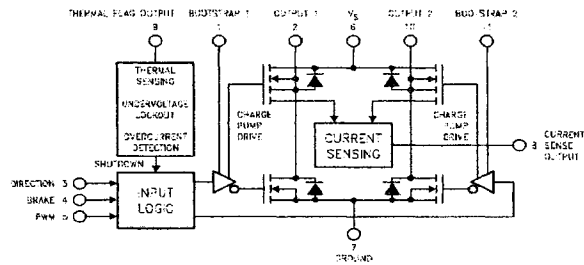 THERMAL FLAG OUTPUT
9
BOOTSTRAP 1
1
OUTPUT 1
2
VS
6
OUTPUT 2
10
BOOTSTRAP 2
11
THERMAL
SENSING
UNDERVOLTAGE
LOCKOUT
OVERCURRENT
DETECTION
SHUTDOWN
CHARGE
PUMP
DRIVE
CURRENT
SENSING
CHARGE
PUMP
DRIVE
8 CURRENT
SENSE
OUTPUT
DIRECTION 3
BRAKE 4
PWM 5
INPUT
LOGIC
7
GROUND